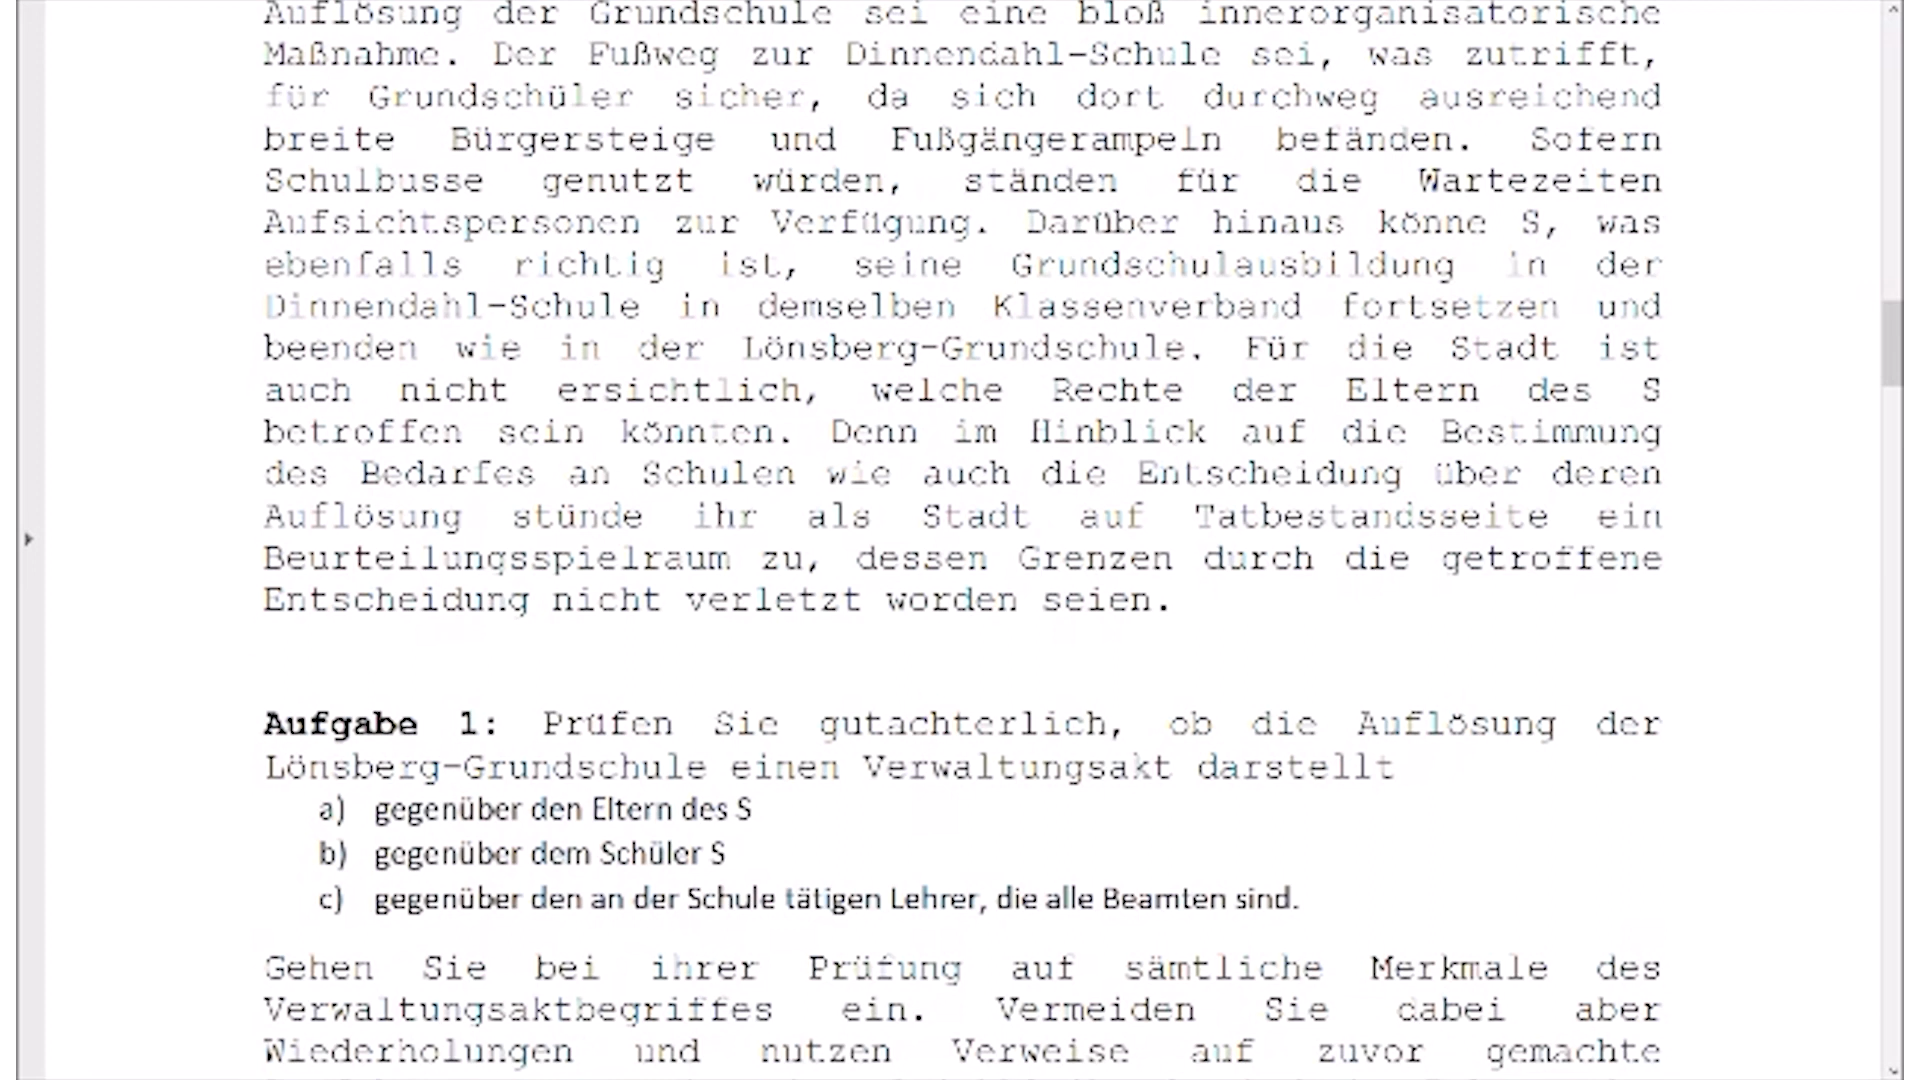 Auflösung der Grundschule sei eine bloß innerorganisatorische
Maßnahme. Der Fußweg zur Dinnendahl-Schule sei, was zutrifft,
für Grundschüler sicher, da sich dort durchweg ausreichend
breite Bürgersteige und Fußgängerampeln befänden. Sofern
Schulbusse genutzt würden, ständen für die Wartezeiten
Aufsichtspersonen zur Verfügung. Darüber hinaus könne S, was
ebenfalls richtig ist, seine Grundschulausbildung in der
Dinnendahl-Schule in demselben Klassenverband fortsetzen und
beenden wie in der Lönsberg-Grundschule. Für die Stadt ist
auch nicht ersichtlich, welche Rechte der Eltern des S
betroffen sein könnten. Denn im Hinblick auf die Bestimmung
des Bedarfes an Schulen wie auch die Entscheidung über deren
Auflösung stünde ihr als Stadt auf Tatbestandsseite ein
Beurteilungsspielraum zu, dessen Grenzen durch die getroffene
Entscheidung nicht verletzt worden seien.
Aufgabe 1: Prüfen Sie gutachterlich, ob die Auflösung der
Lönsberg-Grundschule einen Verwaltungsakt darstellt
a) gegenüber den Eltern des S
b) gegenüber dem Schüler S
c) gegenüber den an der Schule tätigen Lehrer, die alle Beamten sind.
Gehen Sie bei ihrer Prüfung auf sämtliche Merkmale des
Verwaltungsaktbegriffes ein. Vermeiden Sie dabei aber
Wiederholungen und nutzen Verweise auf zuvor gemachte